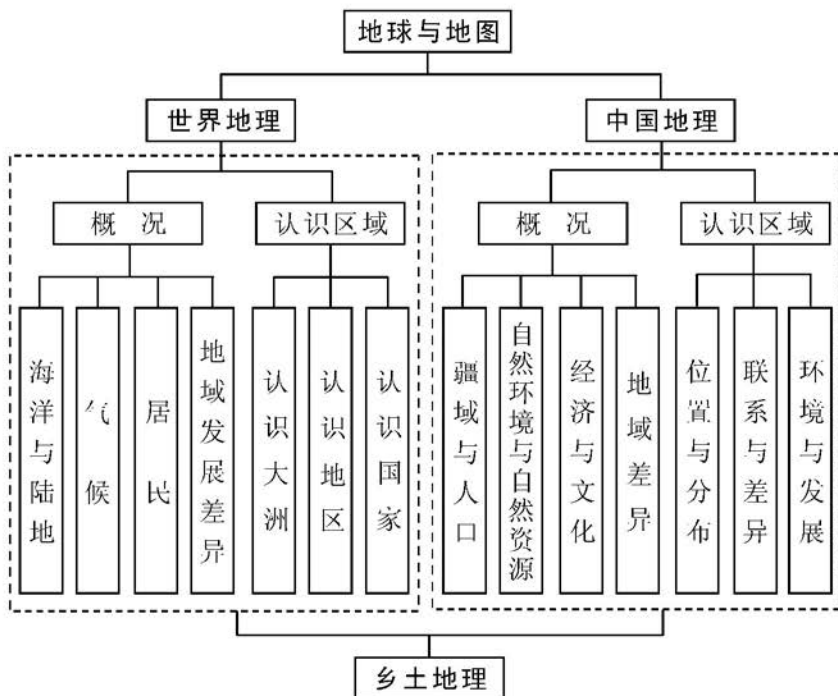 地球与地图
世界地理
中国地理
概况
认识区域
概况
认识区域
海洋与陆地
气候
居民
地域发展差异
认识大洲
认识地区
认识国家
疆域与人口
自然环境与自然资源
经济与文化
地域差异
位置与分布
联系与差异
环境与发展
乡土地理